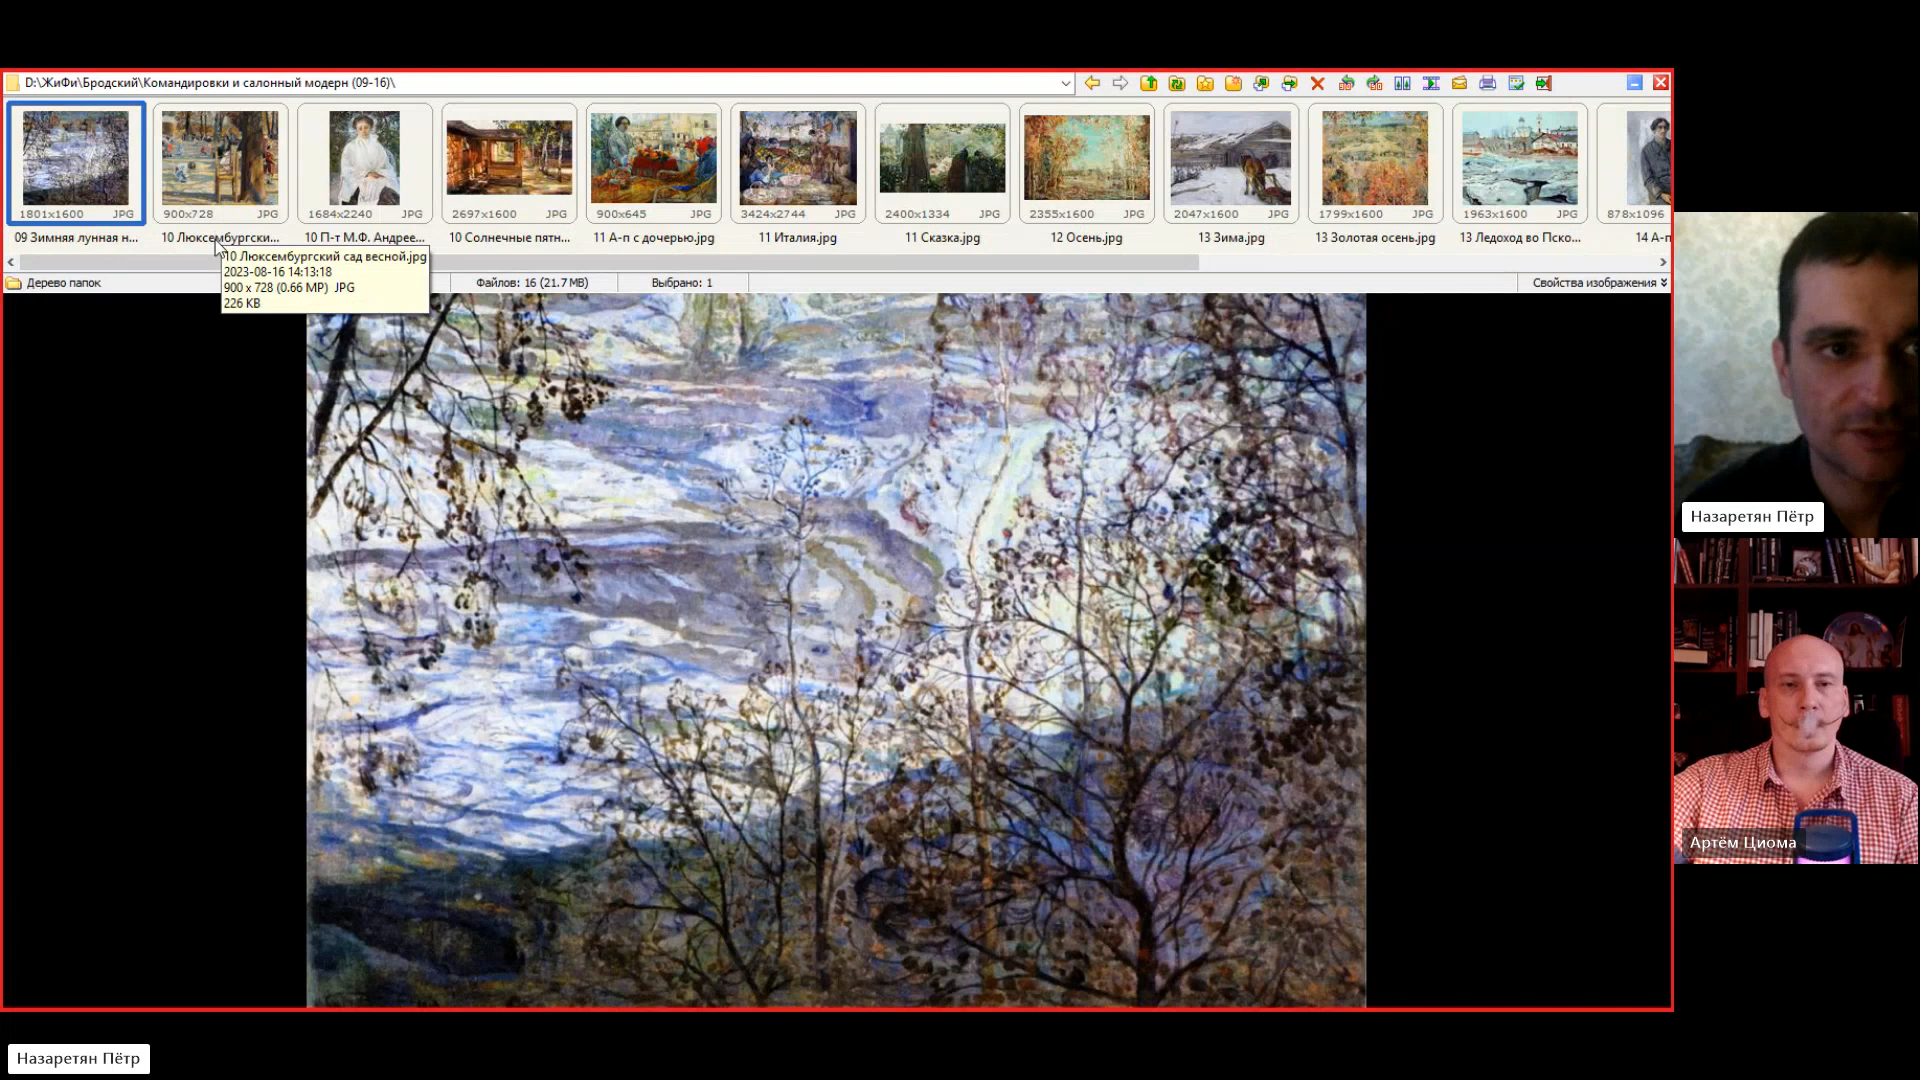 D:\ЖиФи\Бродский\Командировки и салонный модерн (09-16)\
1801x1600 JPG
900x728 JPG
1684x2240 JPG
2697x1600 JPG
900x645 JPG
3424x2744 JPG
2400x1334 JPG
2355x1600 JPG
2047x1600 JPG
1799x1600 JPG
1963x1600 JPG
878x1096
09 Зимняя лунная н...
10 Люксембургски...
10 П-т М.Ф. Андрее...
10 Солнечные пятн...
11 А-п с дочерью.jpg
11 Италия.jpg
11 Сказка.jpg
12 Осень.jpg
13 Зима.jpg
13 Золотая осень.jpg
13 Ледоход во Пско...
14 А-п
10 Люксембургский сад весной.jpg
2023-08-16 14:13:18
900 x 728 (0.66 MP) JPG
226 KB
Дерево папок
Файлов: 16 (21.7 MB)
Выбрано: 1
Свойства изображения
Назаретян Пётр
Артём Циома
Назаретян Пётр